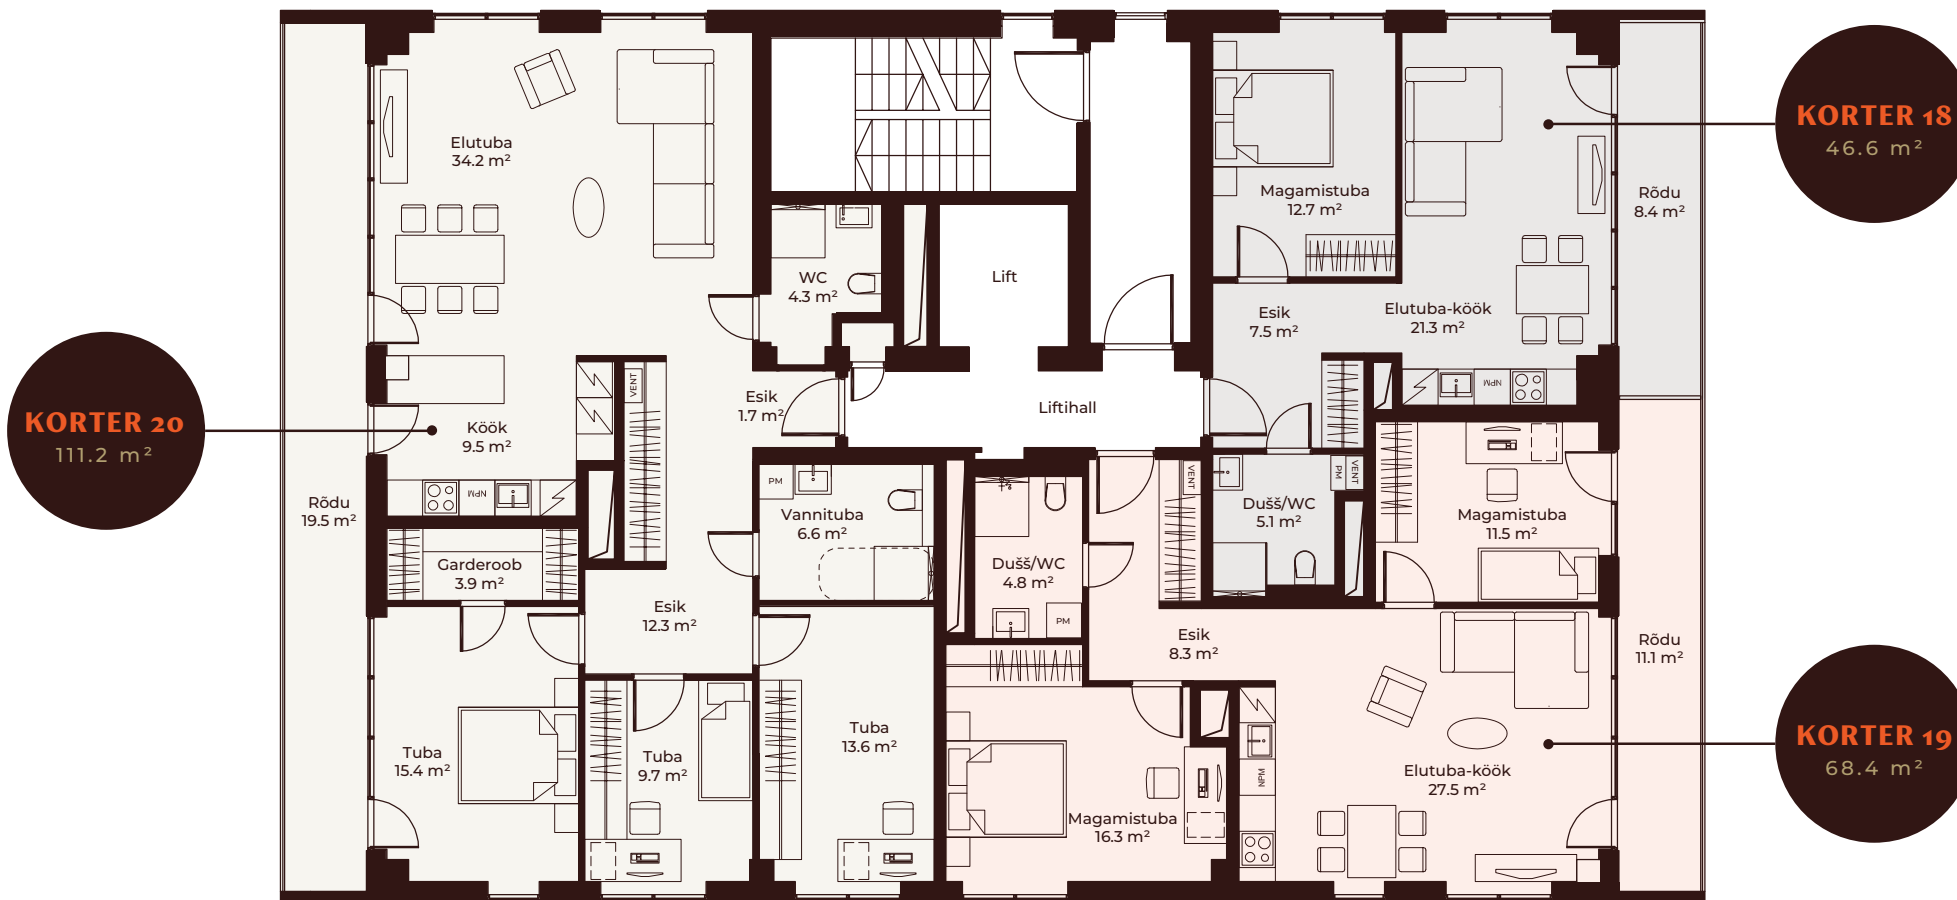 KORTER 20
111.2 m²
Rõdu
19.5 m²
Elutuba
34.2 m²
Köök
9.5 m²
NPM
VENT
Garderoob
3.9 m²
Tuba
15.4 m²
Esik
12.3 m²
Tuba
9.7 m²
Tuba
13.6 m²
PM
Vannituba
6.6 m²
Esik
1.7 m²
WC
4.3 m²
Lift
Liftihall
Dušš/WC
4.8 m²
PM
VENT
Magamistuba
16.3 m²
Esik
8.3 m²
NPM
Elutuba-köök
27.5 m²
Magamistuba
11.5 m²
Rõdu
11.1 m²
KORTER 19
68.4 m²
Dušš/WC
5.1 m²
PM
VENT
Esik
7.5 m²
Magamistuba
12.7 m²
Elutuba-köök
21.3 m²
NPM
Rõdu
8.4 m²
KORTER 18
46.6 m²